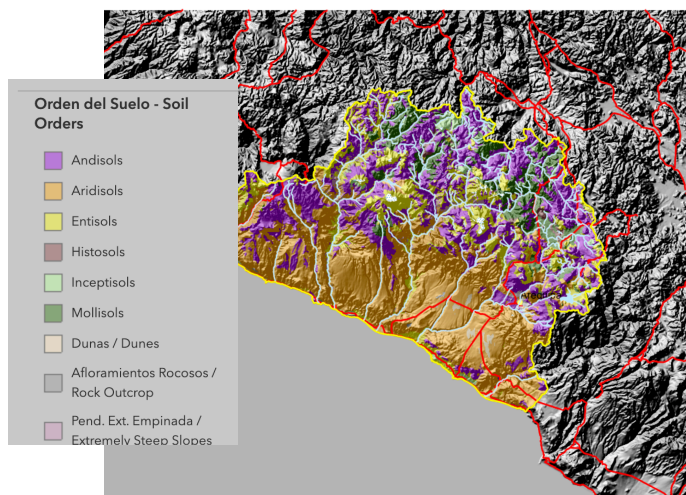 Orden del Suelo - Soil
Orders
Andisols
Aridisols
Entisols
Histosols
Inceptisols
Mollisols
Dunas / Dunes
Afloramientos Rocosos /
Rock Outcrop
Pend. Ext. Empinada /
Extremely Steep Slopes